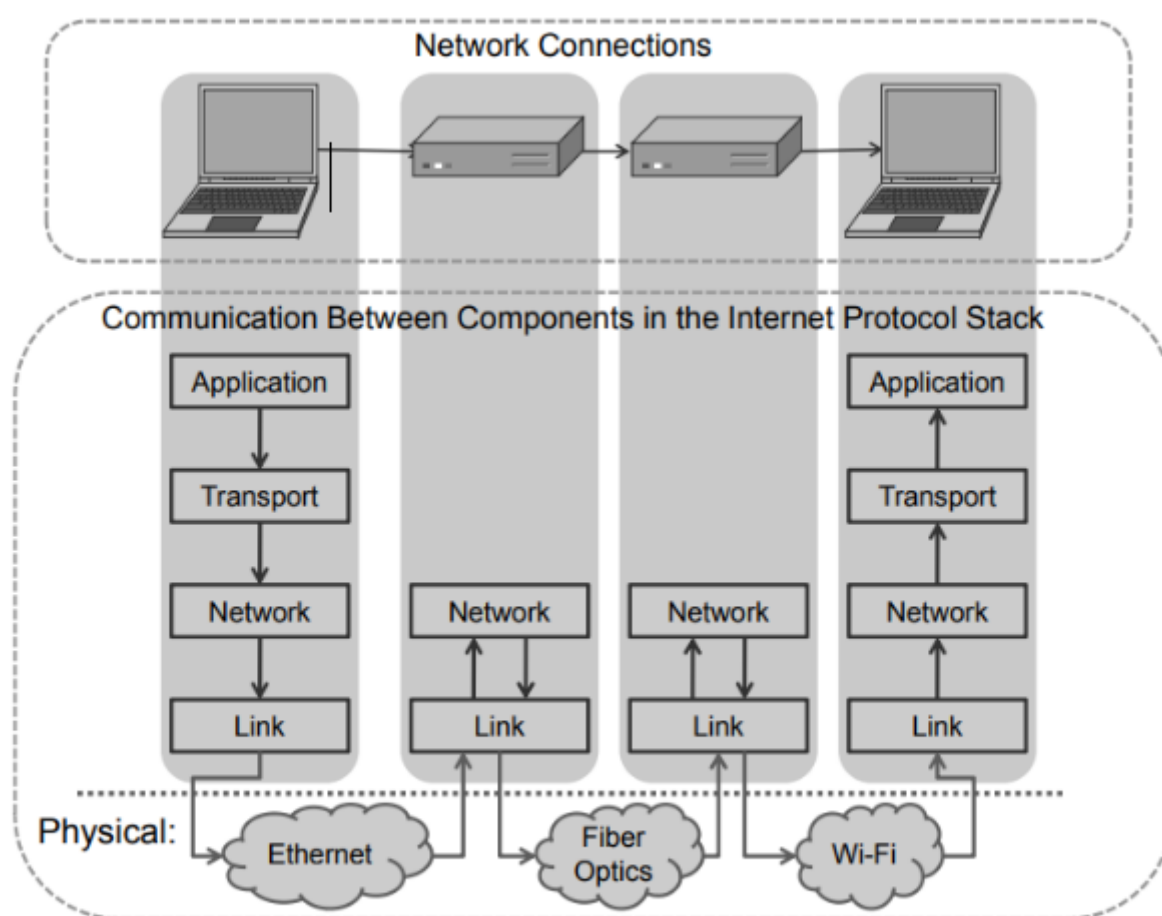 Network Connections
Communication Between Components in the Internet Protocol Stack
Application
Application
Transport
Transport
Network
Network
Network
Network
Link
Link
Link
Link
Physical:
Ethernet
Fiber
Optics
Wi-Fi